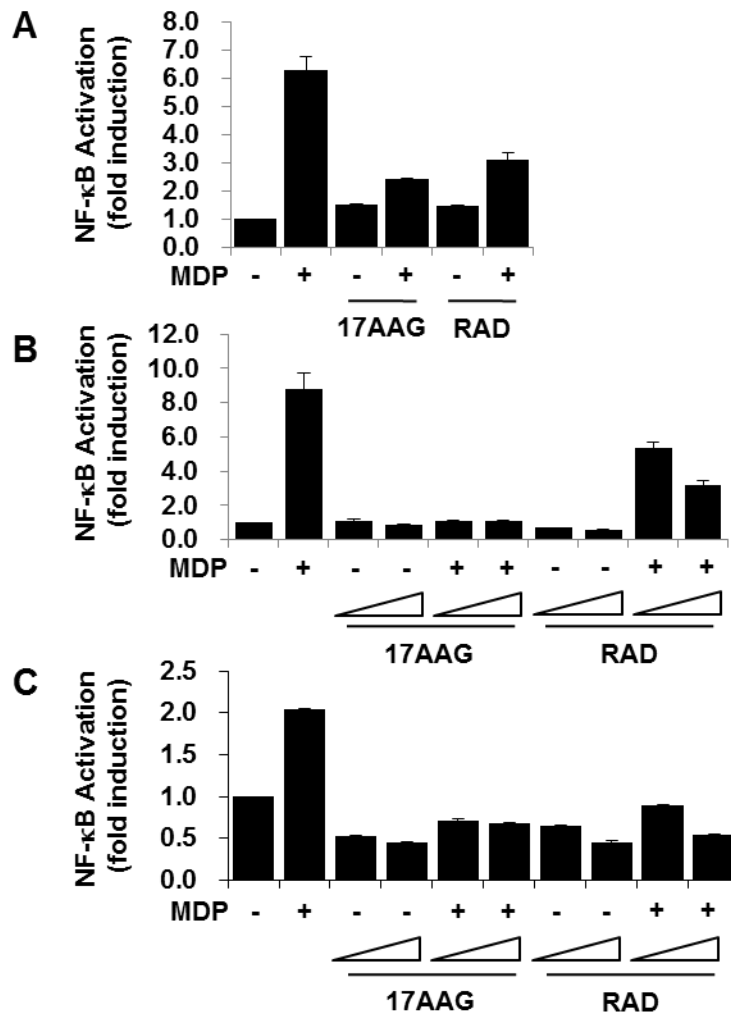 A
NF-κB Activation
(fold induction)
8.0
7.0
6.0
5.0
4.0
3.0
2.0
1.0
0.0
MDP - + - + - +
17AAG RAD
B
NF-κB Activation
(fold induction)
12.0
10.0
8.0
6.0
4.0
2.0
0.0
MDP - + - - + + - - + +
17AAG RAD
C
NF-κB Activation
(fold induction)
2.5
2.0
1.5
1.0
0.5
0.0
MDP - + - - + + - - + +
17AAG RAD